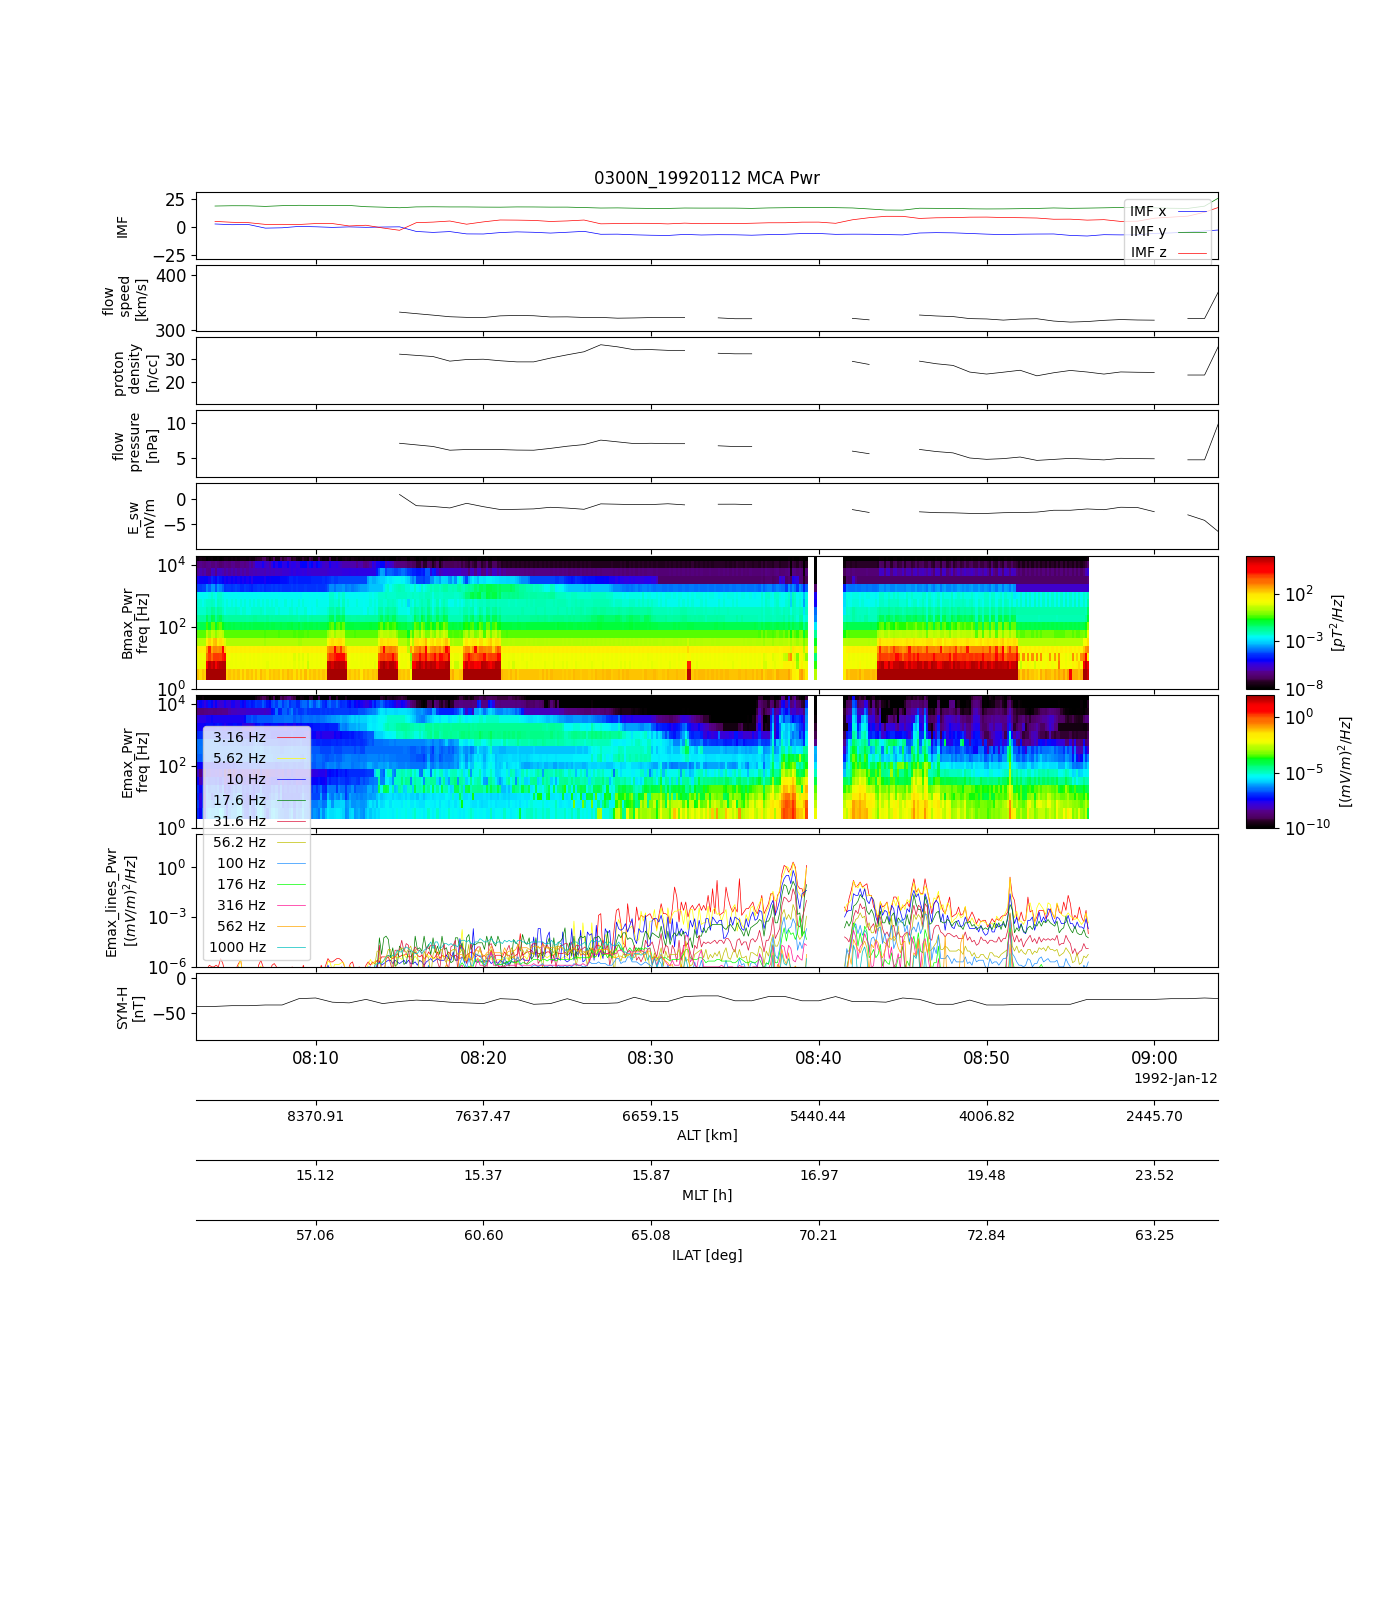 0300N_19920112 MCA Pwr
25
0
−25
IMF
IMF x
IMF y
IMF z
400
300
flow
speed
[km/s]
30
20
proton
density
[n/cc]
10
5
flow
pressure
[nPa]
0
−5
E_sw
mV/m
10^4
10^2
10^0
Bmax_Pwr
freq [Hz]
10^2
10^−3
10^−8
[pT^2/Hz]
10^4
10^2
10^0
Emax_Pwr
freq [Hz]
10^0
10^−5
10^−10
[(mV/m)^2/Hz]
3.16 Hz
5.62 Hz
10 Hz
17.6 Hz
31.6 Hz
56.2 Hz
100 Hz
176 Hz
316 Hz
562 Hz
1000 Hz
10^0
10^−3
10^−6
Emax_lines_Pwr
[(mV/m)^2/Hz]
0
−50
SYM-H
[nT]
08:10 08:20 08:30 08:40 08:50 09:00
1992-Jan-12
8370.91 7637.47 6659.15 5440.44 4006.82 2445.70
ALT [km]
15.12 15.37 15.87 16.97 19.48 23.52
MLT [h]
57.06 60.60 65.08 70.21 72.84 63.25
ILAT [deg]